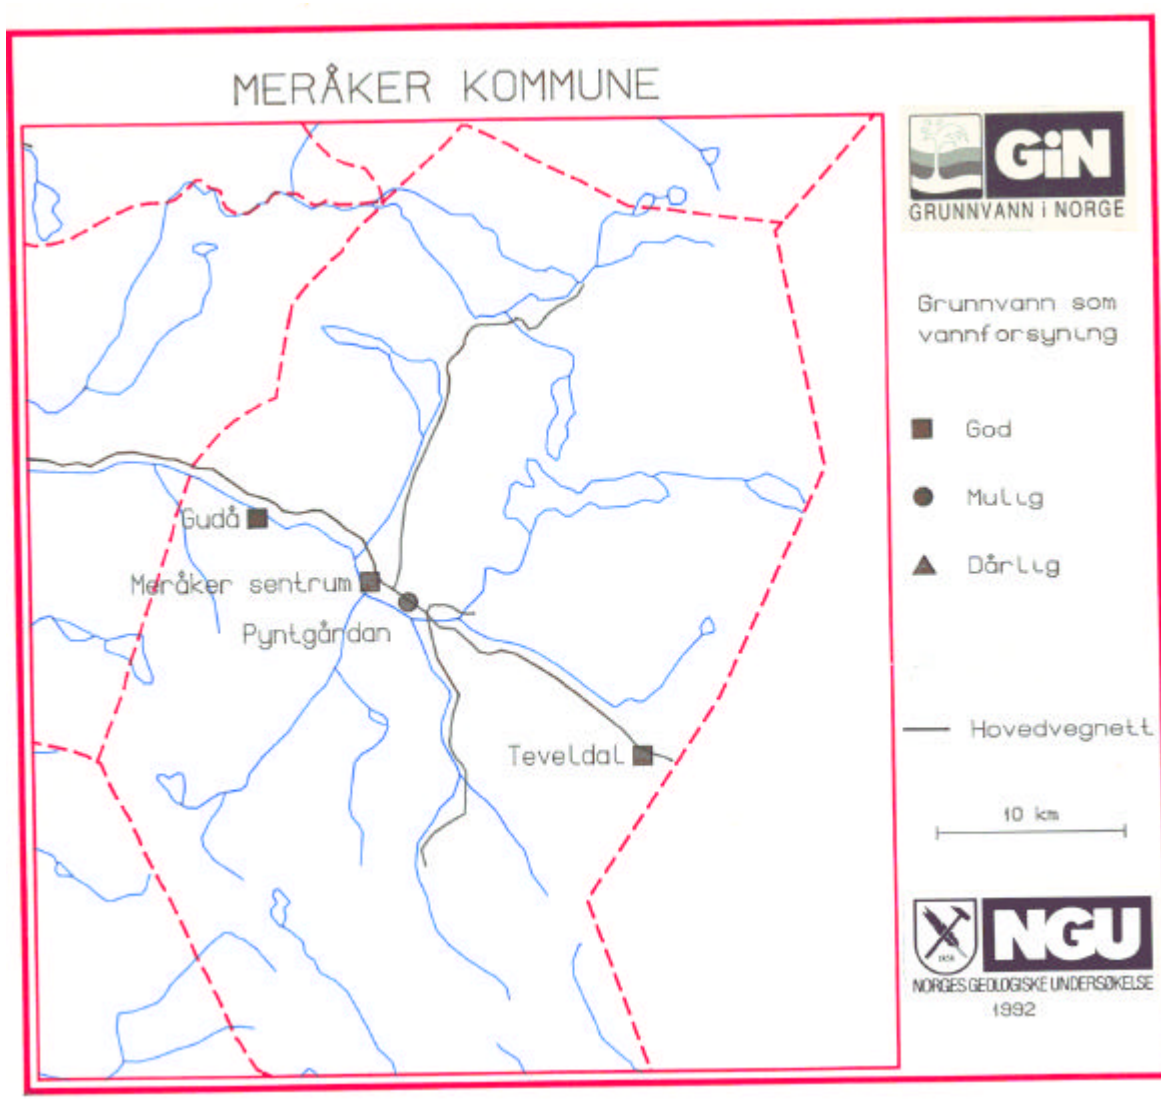 MERÅKER KOMMUNE
GiN
GRUNNVANN i NORGE
Grunnvann som
vannforsyning
God
Mulig
Dårlig
Gudå
Meråker sentrum
Pyntgårdan
Teveldal
Hovedvegnett
10 km
NGU
1858
NORGES GEOLOGISKE UNDERSØKELSE
1992